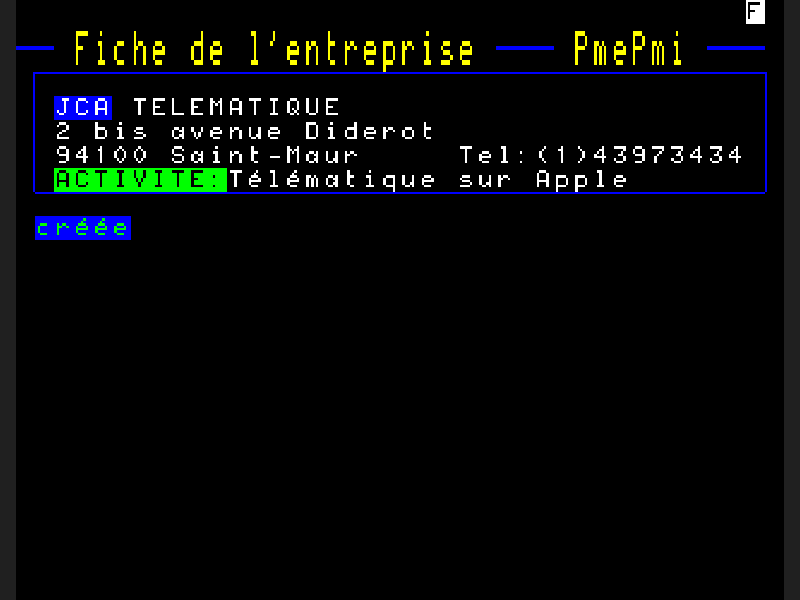 F
Fiche de l'entreprise PmePmi
JCA TELEMATIQUE
2 bis avenue Diderot
94100 Saint-Maur Tel:(1)43973434
ACTIVITE:Télématique sur Apple
créée